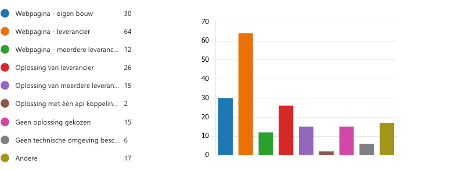 Webpagina - eigen bouw 30
Webpagina - leverancier 64
Webpagina - meerdere leveranc... 12
Oplossing van leverancier 26
Oplossing van meerdere leveran... 15
Oplossing met één api koppelin... 2
Geen oplossing gekozen 15
Geen technische omgeving besc... 6
Andere 17
70
60
50
40
30
20
10
0